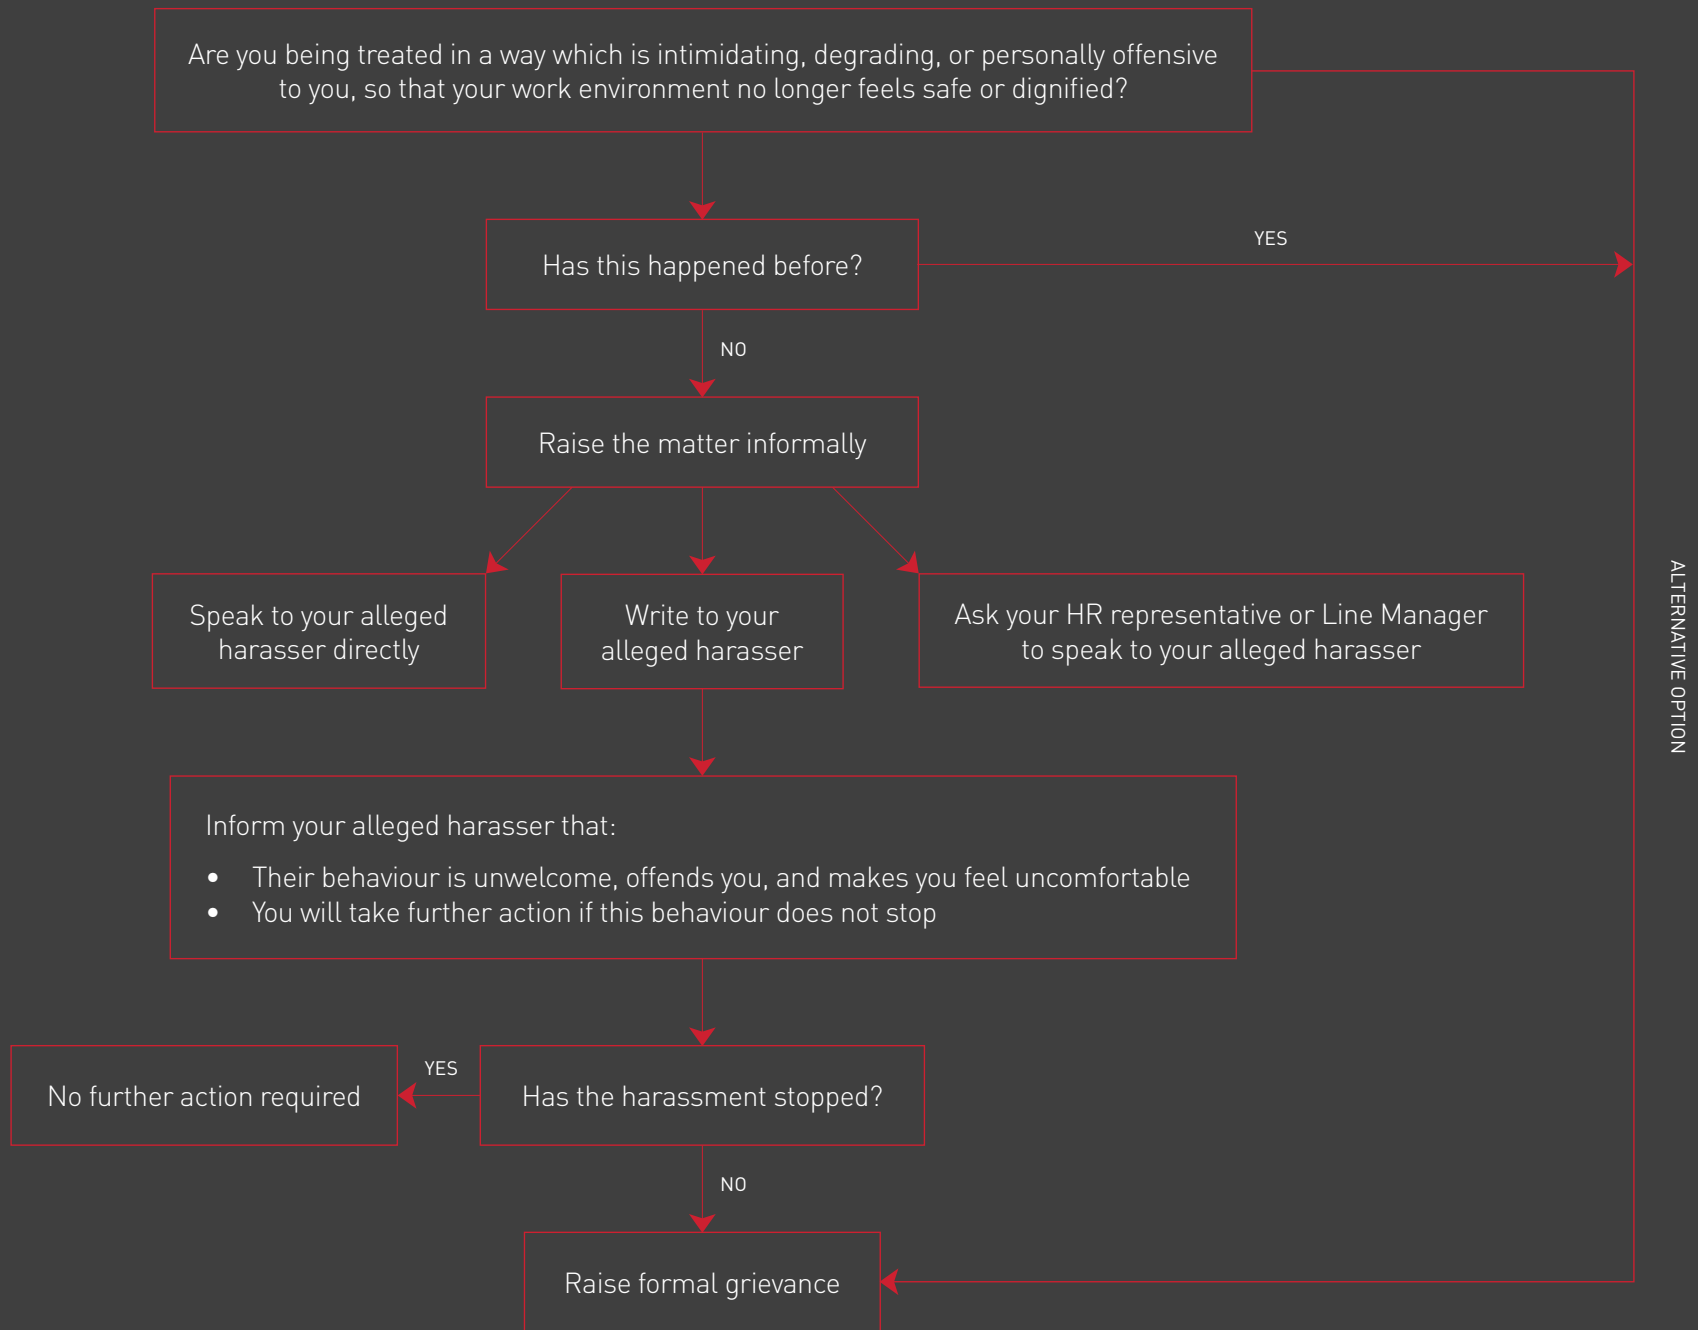 Are you being treated in a way which is intimidating, degrading, or personally offensive
to you, so that your work environment no longer feels safe or dignified?
Has this happened before?
YES
NO
Raise the matter informally
Speak to your alleged
harasser directly
Write to your
alleged harasser
Ask your HR representative or Line Manager
to speak to your alleged harasser
ALTERNATIVE OPTION
Inform your alleged harasser that:
• Their behaviour is unwelcome, offends you, and makes you feel uncomfortable
• You will take further action if this behaviour does not stop
No further action required
YES
Has the harassment stopped?
NO
Raise formal grievance